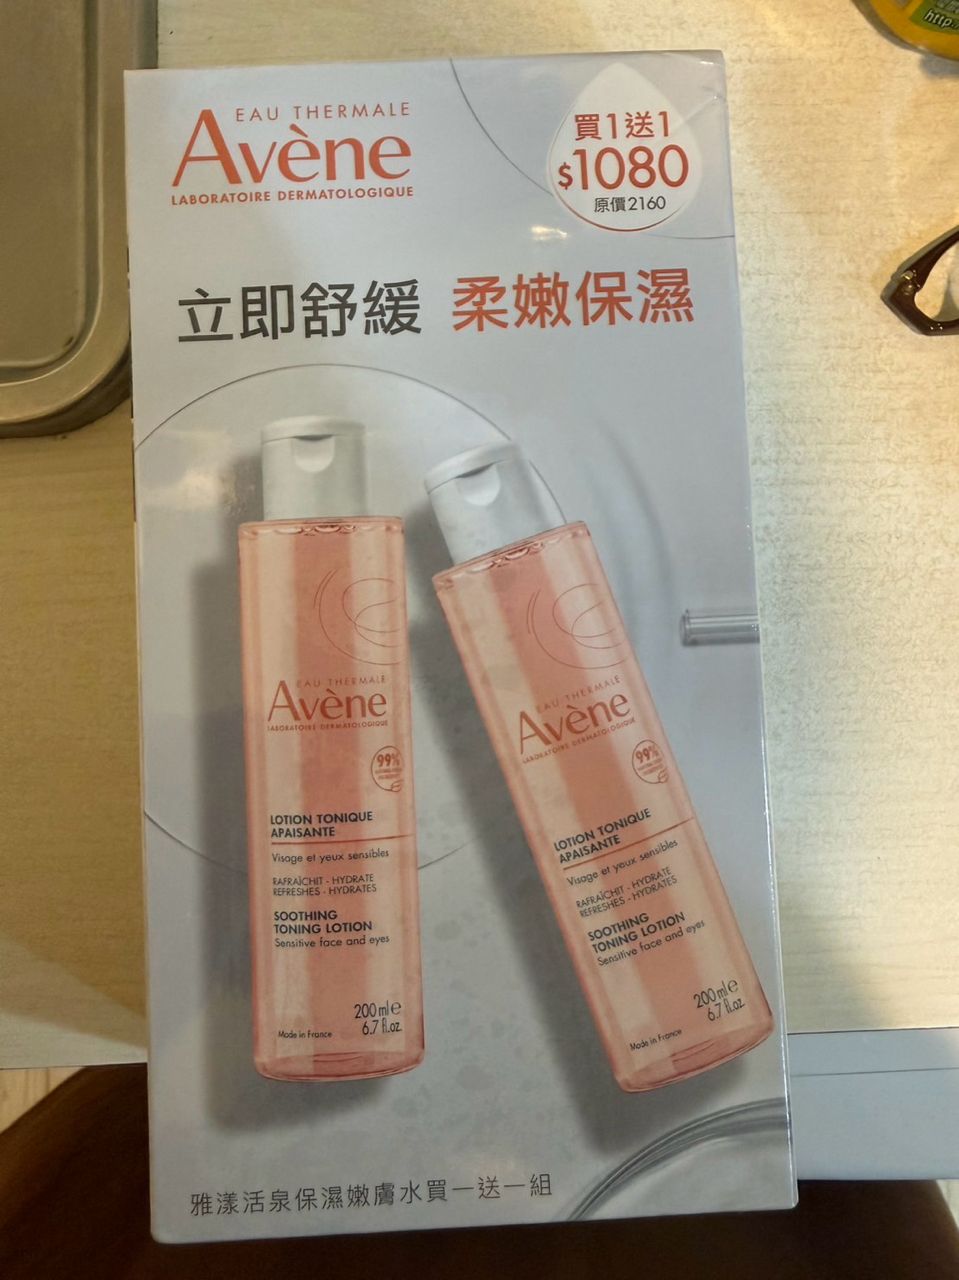 EAU THERMALE
Avène
LABORATOIRE DERMATOLOGIQUE
買1送1
$1080
原價2160
立即舒緩 柔嫩保濕
EAU THERMALE
Avène
LABORATOIRE DERMATOLOGIQUE
99%
LOTION TONIQUE
APAISANTE
Visage et yeux sensibles
RAFRAÎCHIT - HYDRATE
REFRESHES - HYDRATES
SOOTHING
TONING LOTION
Sensitive face and eyes
200 ml e
6.7 fl.oz.
Made in France
EAU THERMALE
Avène
LABORATOIRE DERMATOLOGIQUE
99%
LOTION TONIQUE
APAISANTE
Visage et yeux sensibles
RAFRAÎCHIT - HYDRATE
REFRESHES - HYDRATES
SOOTHING
TONING LOTION
Sensitive face and eyes
200 ml e
6.7 fl.oz.
Made in France
雅漾活泉保濕嫩膚水買一送一組
http